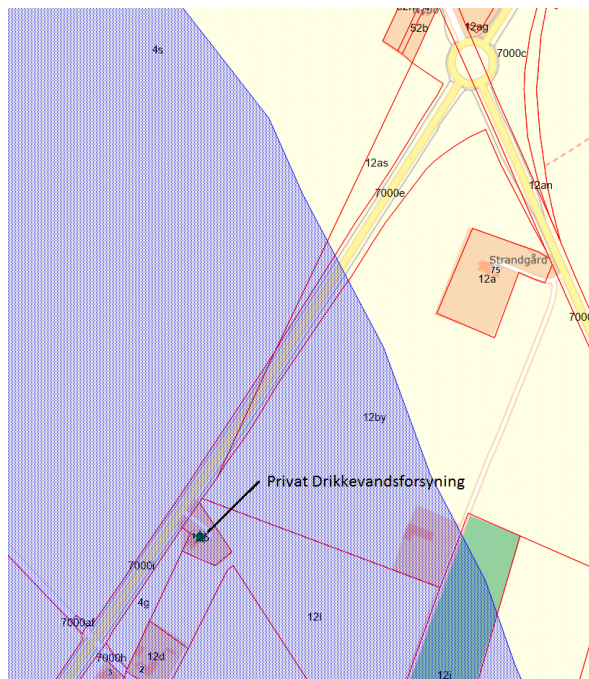 52b
12ag
7000c
4s
12as
7000e
12an
Strandgård
75
12a
7000
12by
Privat Drikkevandsforsyning
7000i
4g
12l
7000af
7000h
12d
3
2
12i